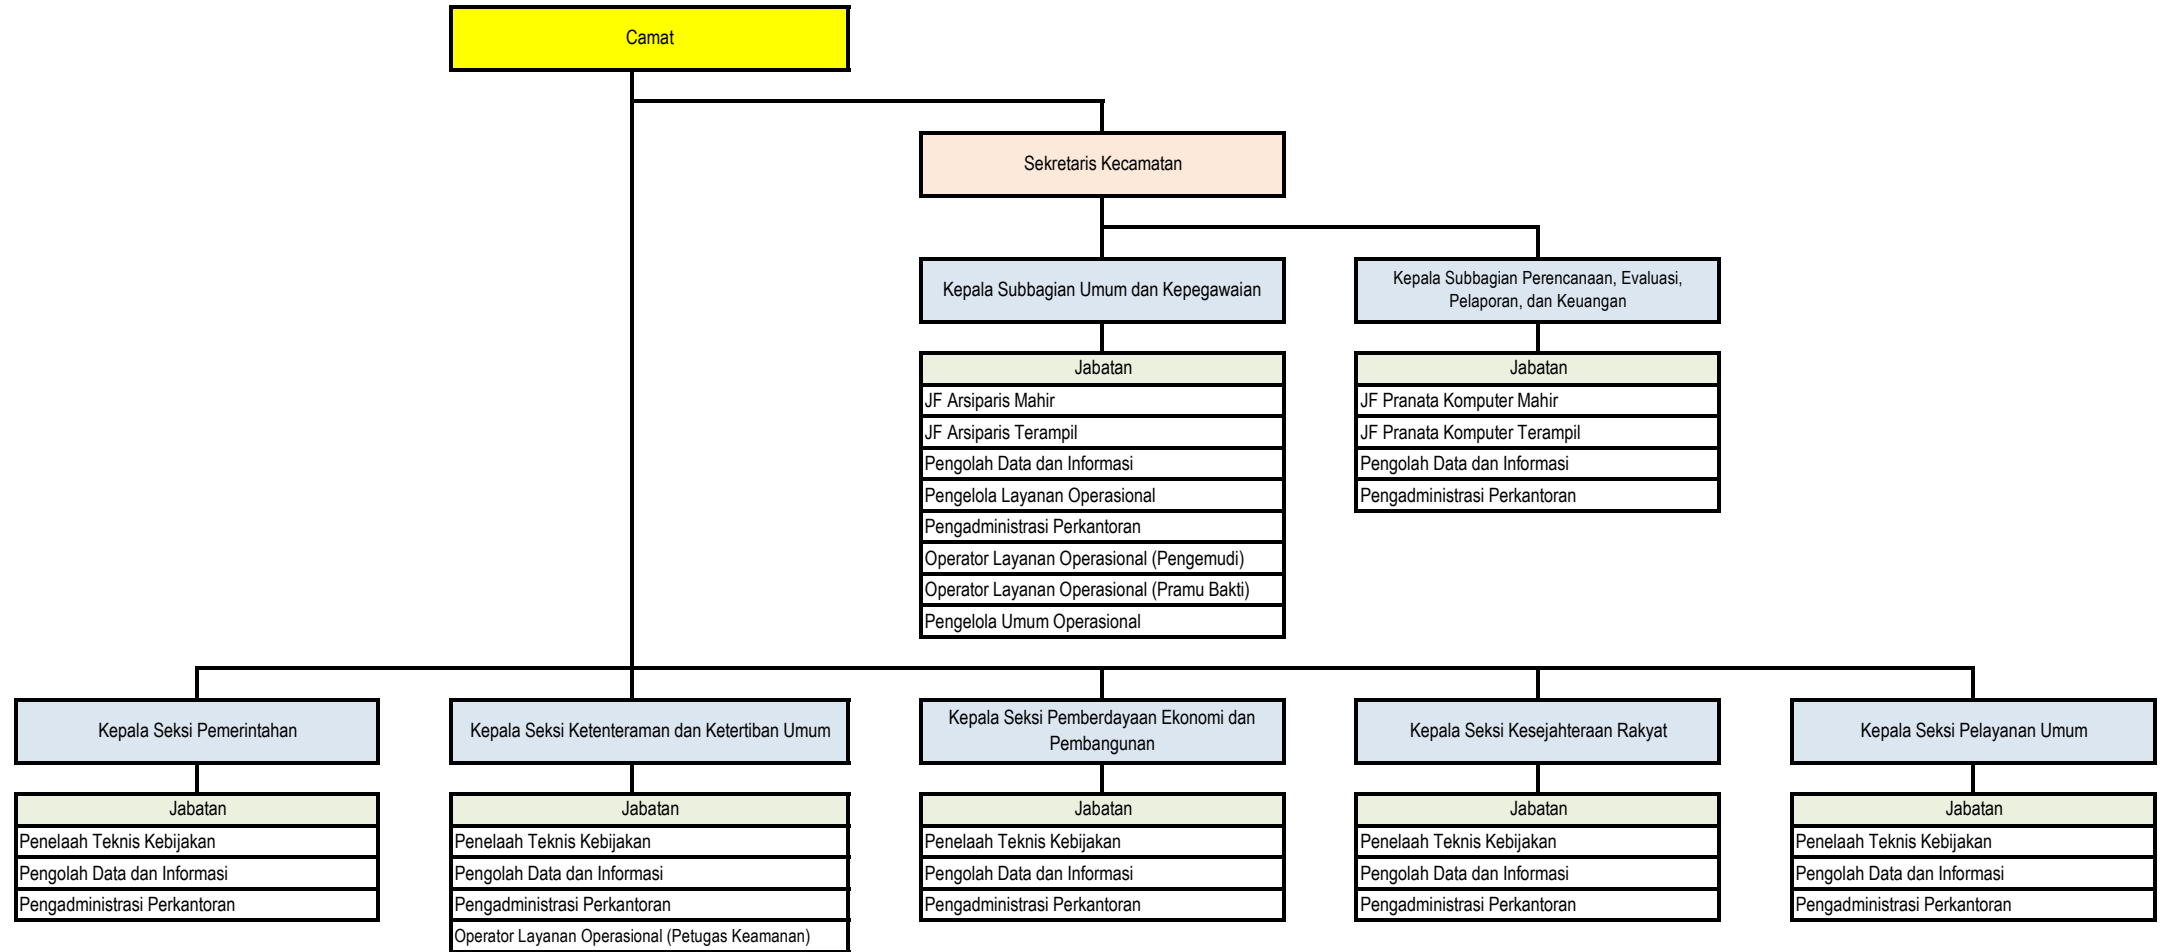 Camat
Sekretaris Kecamatan
Kepala Subbagian Umum dan Kepegawaian
Kepala Subbagian Perencanaan, Evaluasi,
Pelaporan, dan Keuangan
Jabatan
JF Arsiparis Mahir
JF Arsiparis Terampil
Pengolah Data dan Informasi
Pengelola Layanan Operasional
Pengadministrasi Perkantoran
Operator Layanan Operasional (Pengemudi)
Operator Layanan Operasional (Pramu Bakti)
Pengelola Umum Operasional
Jabatan
JF Pranata Komputer Mahir
JF Pranata Komputer Terampil
Pengolah Data dan Informasi
Pengadministrasi Perkantoran
Kepala Seksi Pemerintahan
Jabatan
Penelaah Teknis Kebijakan
Pengolah Data dan Informasi
Pengadministrasi Perkantoran
Kepala Seksi Ketenteraman dan Ketertiban Umum
Jabatan
Penelaah Teknis Kebijakan
Pengolah Data dan Informasi
Pengadministrasi Perkantoran
Operator Layanan Operasional (Petugas Keamanan)
Kepala Seksi Pemberdayaan Ekonomi dan
Pembangunan
Jabatan
Penelaah Teknis Kebijakan
Pengolah Data dan Informasi
Pengadministrasi Perkantoran
Kepala Seksi Kesejahteraan Rakyat
Jabatan
Penelaah Teknis Kebijakan
Pengolah Data dan Informasi
Pengadministrasi Perkantoran
Kepala Seksi Pelayanan Umum
Jabatan
Penelaah Teknis Kebijakan
Pengolah Data dan Informasi
Pengadministrasi Perkantoran